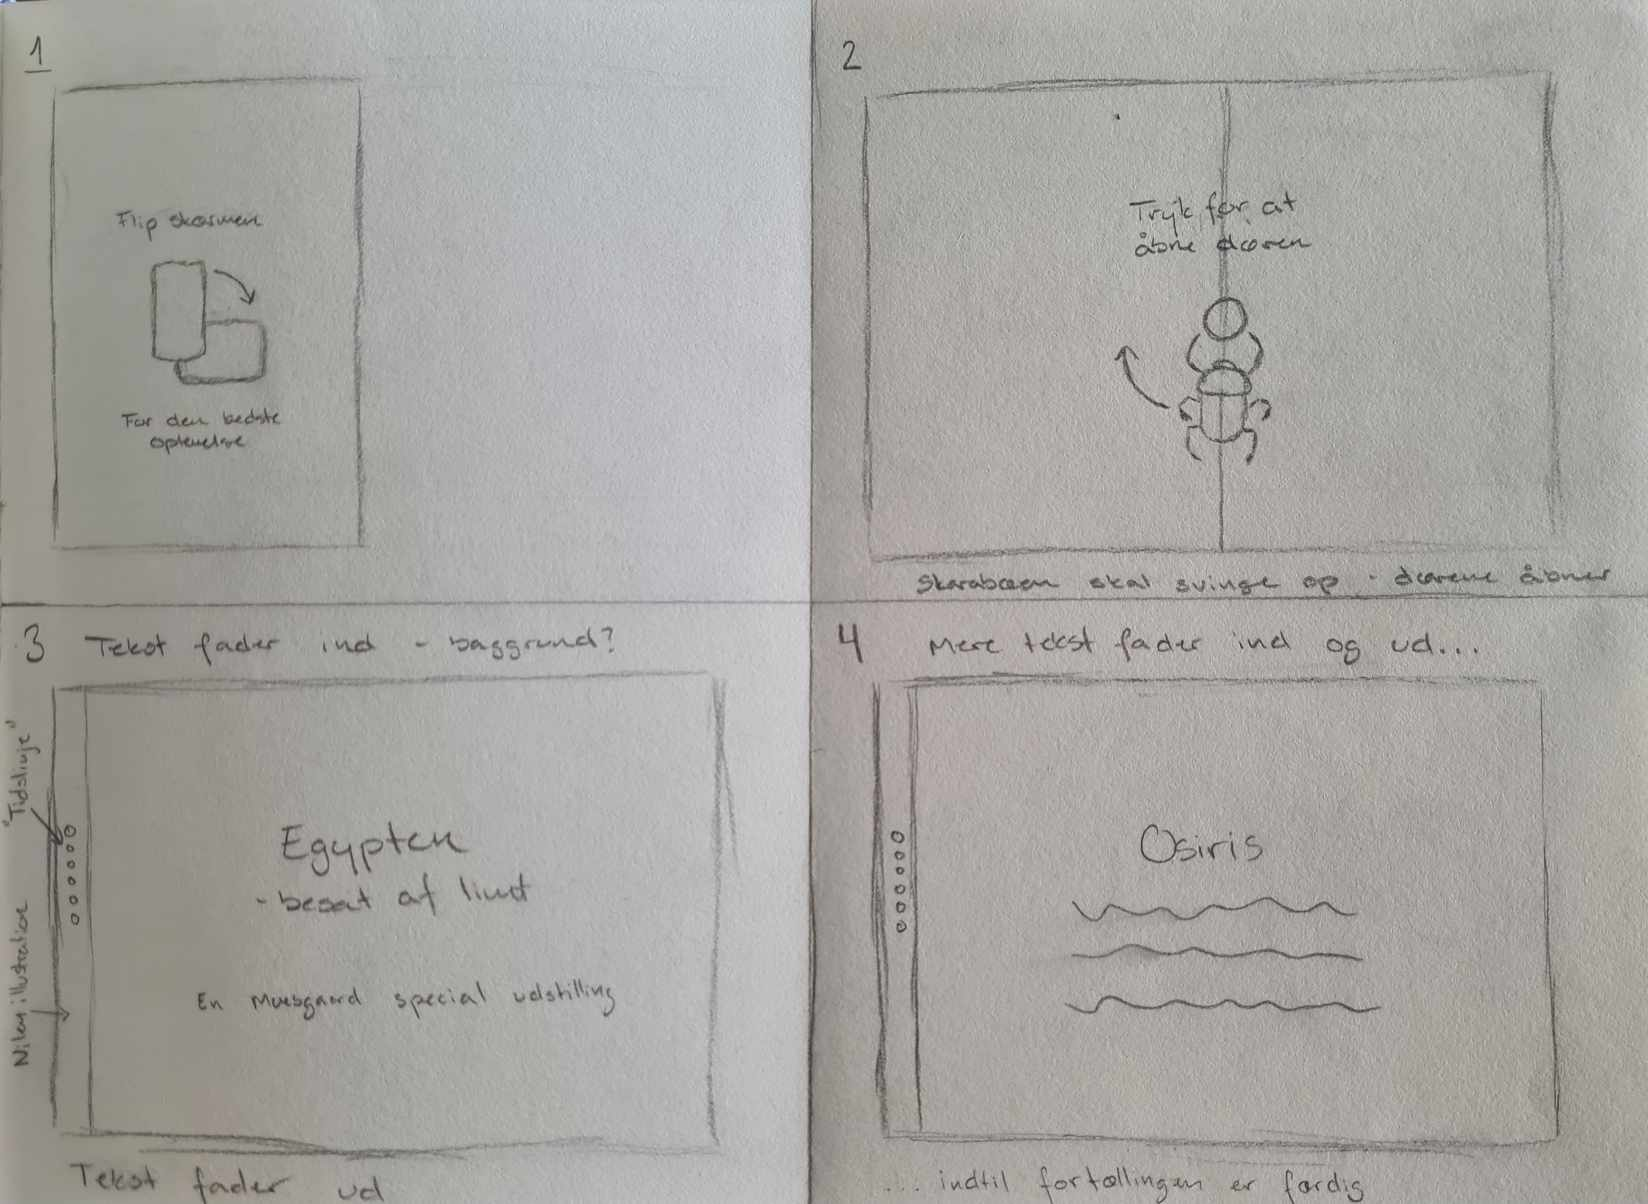 1
Flip skærmen
For den bedste
oplevelse
2
Tryk for at
åbne døren
Skarabæen skal svinge op - dørene åbner
3 Tekst fader ind - baggrund?
"Tidslinje"
Nilen illustration
Egypten
- besat af livet
En Moesgaard special udstilling
Tekst fader ud
4 Mere tekst fader ind og ud...
Osiris
... indtil fortællingen er færdig